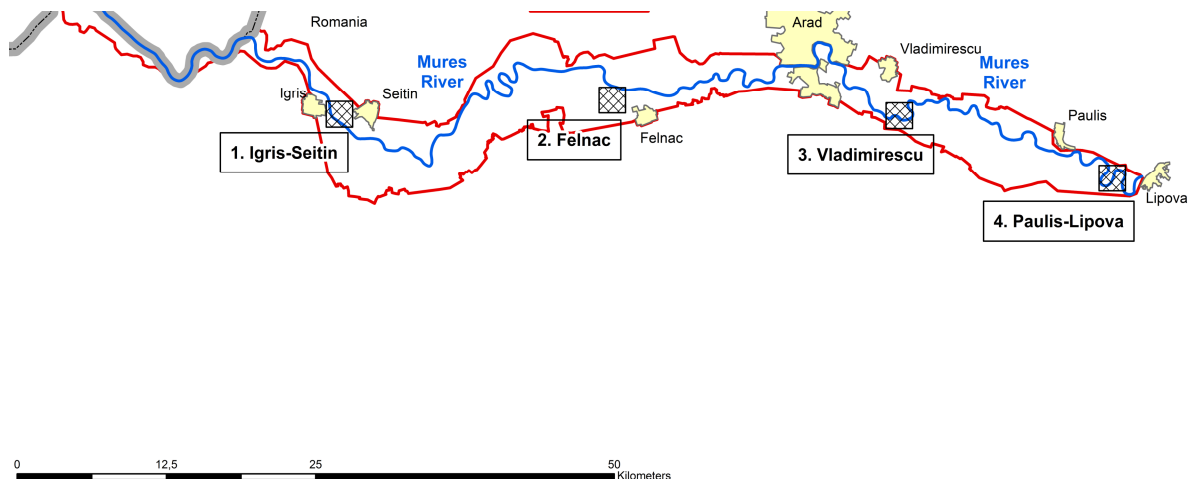 Romania
Arad
Vladimirescu
Mures
River
Mures
River
Igris
Seitin
Paulis
Felnac
1. Igris-Seitin
2. Felnac
3. Vladimirescu
Lipova
4. Paulis-Lipova
0
12,5
25
50
Kilometers